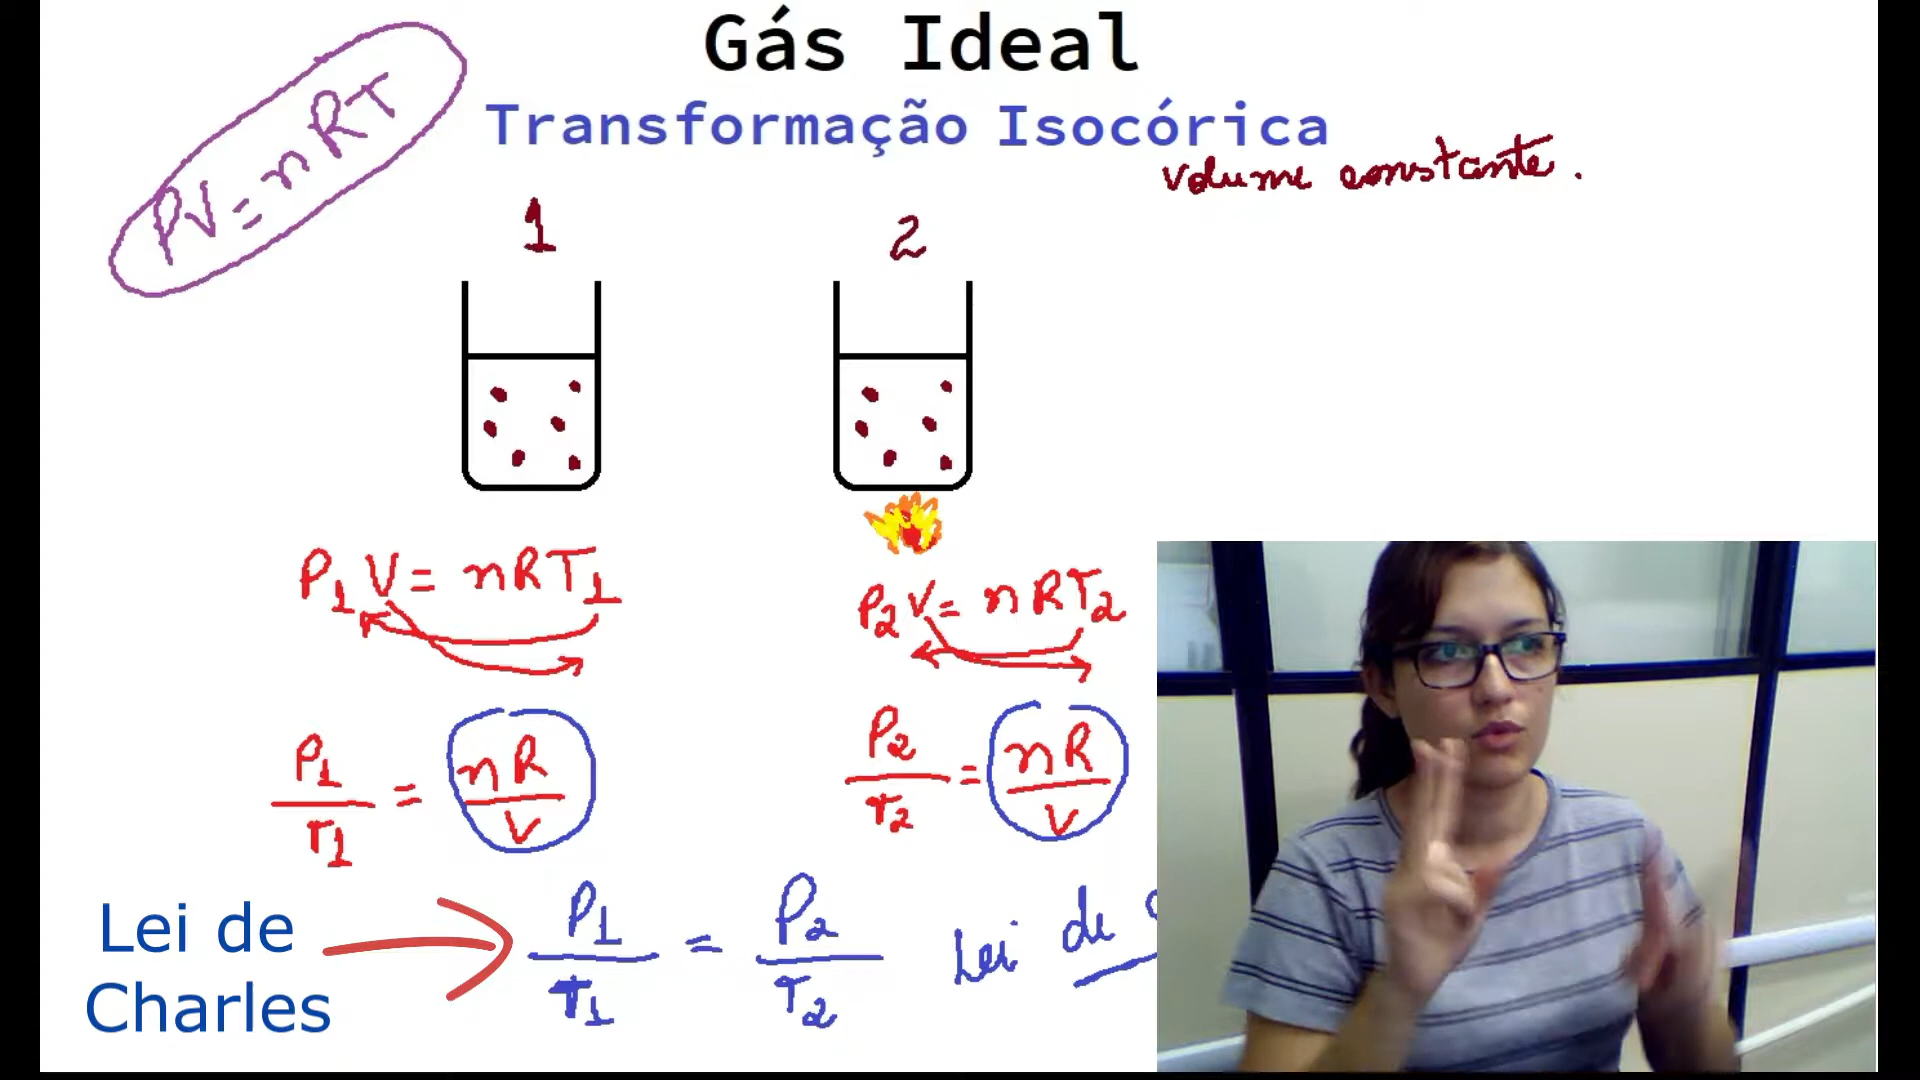 Gás Ideal
Transformação Isocórica
volume constante.
PV = nRT
1
2
P₁V = nRT₁
P₂V = nRT₂
P₁/T₁ = nR/V
P₂/T₂ = nR/V
Lei de
Charles
P₁/T₁ = P₂/T₂
Lei de